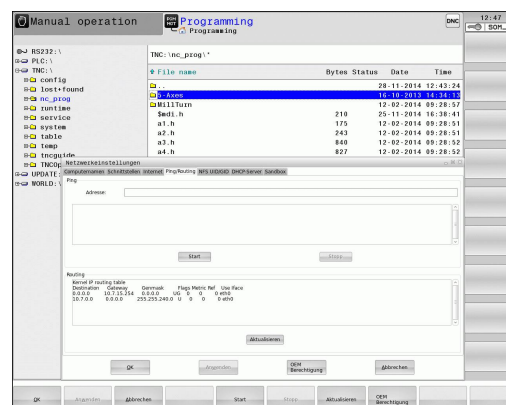 Manual operation
PGM
MGT
Programming
Programming
DNC
12:47
SOM_
RS232:\
PLC:\
TNC:\
config
lost+found
nc_prog
runtime
service
system
table
temp
tncguide
TNCOp
UPDATE:
WORLD:\
TNC:\nc_prog\*
File name Bytes Status Date Time
.. 28-11-2014 12:43:24
5-Axes 16-10-2013 14:34:13
MillTurn 12-02-2014 09:28:57
$mdi.h 210 25-11-2014 16:38:41
a1.h 175 12-02-2014 09:28:51
a2.h 243 12-02-2014 09:28:51
a3.h 840 12-02-2014 09:28:52
a4.h 827 12-02-2014 09:28:52
Netzwerkeinstellungen
Computernamen Schnittstellen Internet Ping/Routing NFS UID/GID DHCP-Server Sandbox
Ping
Adresse:
Start
Stopp
Routing
Kernel IP routing table
Destination Gateway Genmask Flags Metric Ref Use Iface
0.0.0.0 10.7.15.254 0.0.0.0 UG 0 0 0 eth0
10.7.0.0 0.0.0.0 255.255.240.0 U 0 0 0 eth0
Aktualisieren
OK
Anwenden
OEM
Berechtigung
Abbrechen
OK
Anwenden
Abbrechen
Start
Stopp
Aktualisieren
OEM
Berechtigung